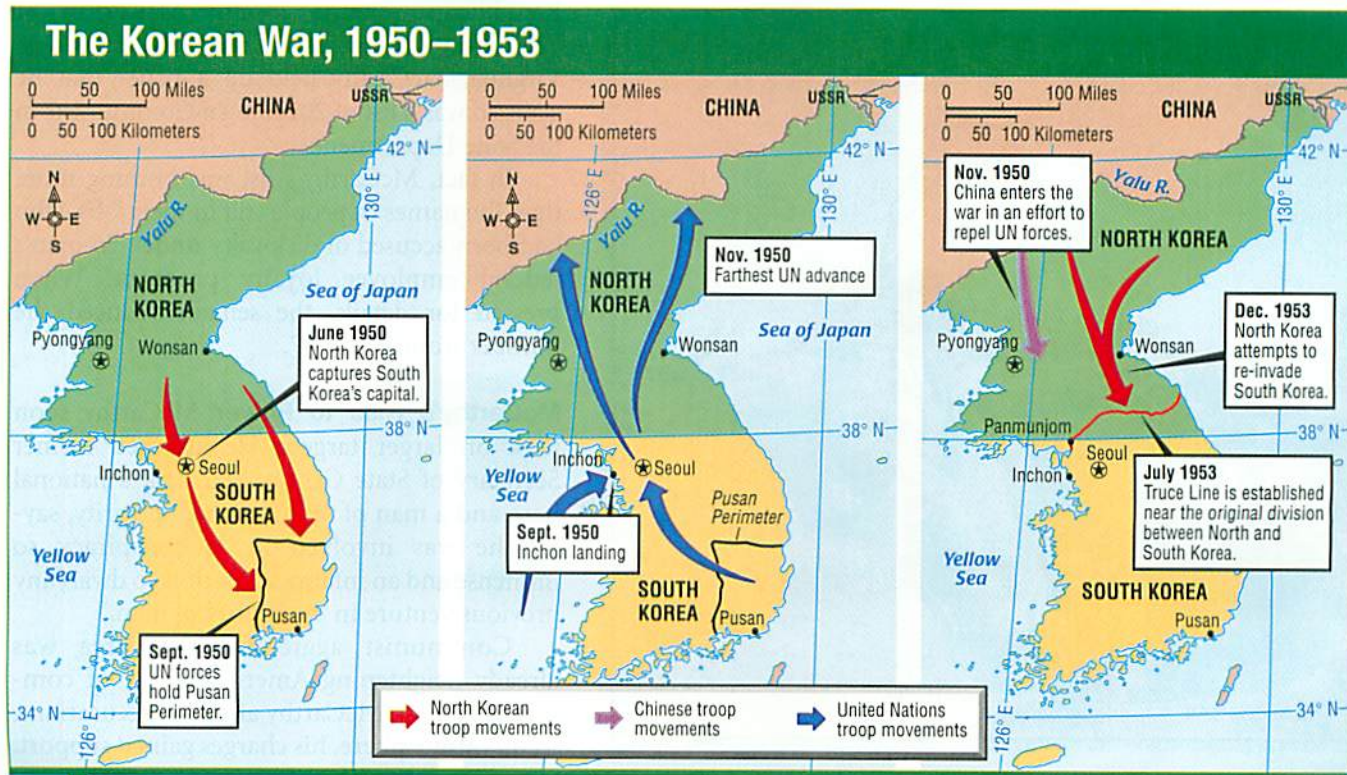 The Korean War, 1950–1953
0 50 100 Miles
0 50 100 Kilometers
CHINA
USSR
42° N
130° E
N
W E
S
Yalu R.
NORTH
KOREA
Sea of Japan
Pyongyang
Wonsan
June 1950
North Korea
captures South
Korea's capital.
38° N
Inchon
Seoul
SOUTH
KOREA
Yellow
Sea
Pusan
Sept. 1950
UN forces
hold Pusan
Perimeter.
34° N
126° E
0 50 100 Miles
0 50 100 Kilometers
CHINA
USSR
42° N
126° E
130° E
N
W E
S
Yalu R.
Nov. 1950
Farthest UN advance
NORTH
KOREA
Sea of Japan
Pyongyang
Wonsan
38° N
Inchon
Seoul
Yellow
Sea
Pusan
Perimeter
Sept. 1950
Inchon landing
SOUTH
KOREA
Pusan
0 50 100 Miles
0 50 100 Kilometers
CHINA
USSR
42° N
Nov. 1950
China enters the
war in an effort to
repel UN forces.
Yalu R.
130° E
NORTH KOREA
Dec. 1953
North Korea
attempts to
re-invade
South Korea.
Pyongyang
Wonsan
Panmunjom
38° N
Seoul
Inchon
July 1953
Truce Line is established
near the original division
between North and
South Korea.
Yellow
Sea
SOUTH KOREA
Pusan
34° N
126° E
North Korean
troop movements
Chinese troop
movements
United Nations
troop movements